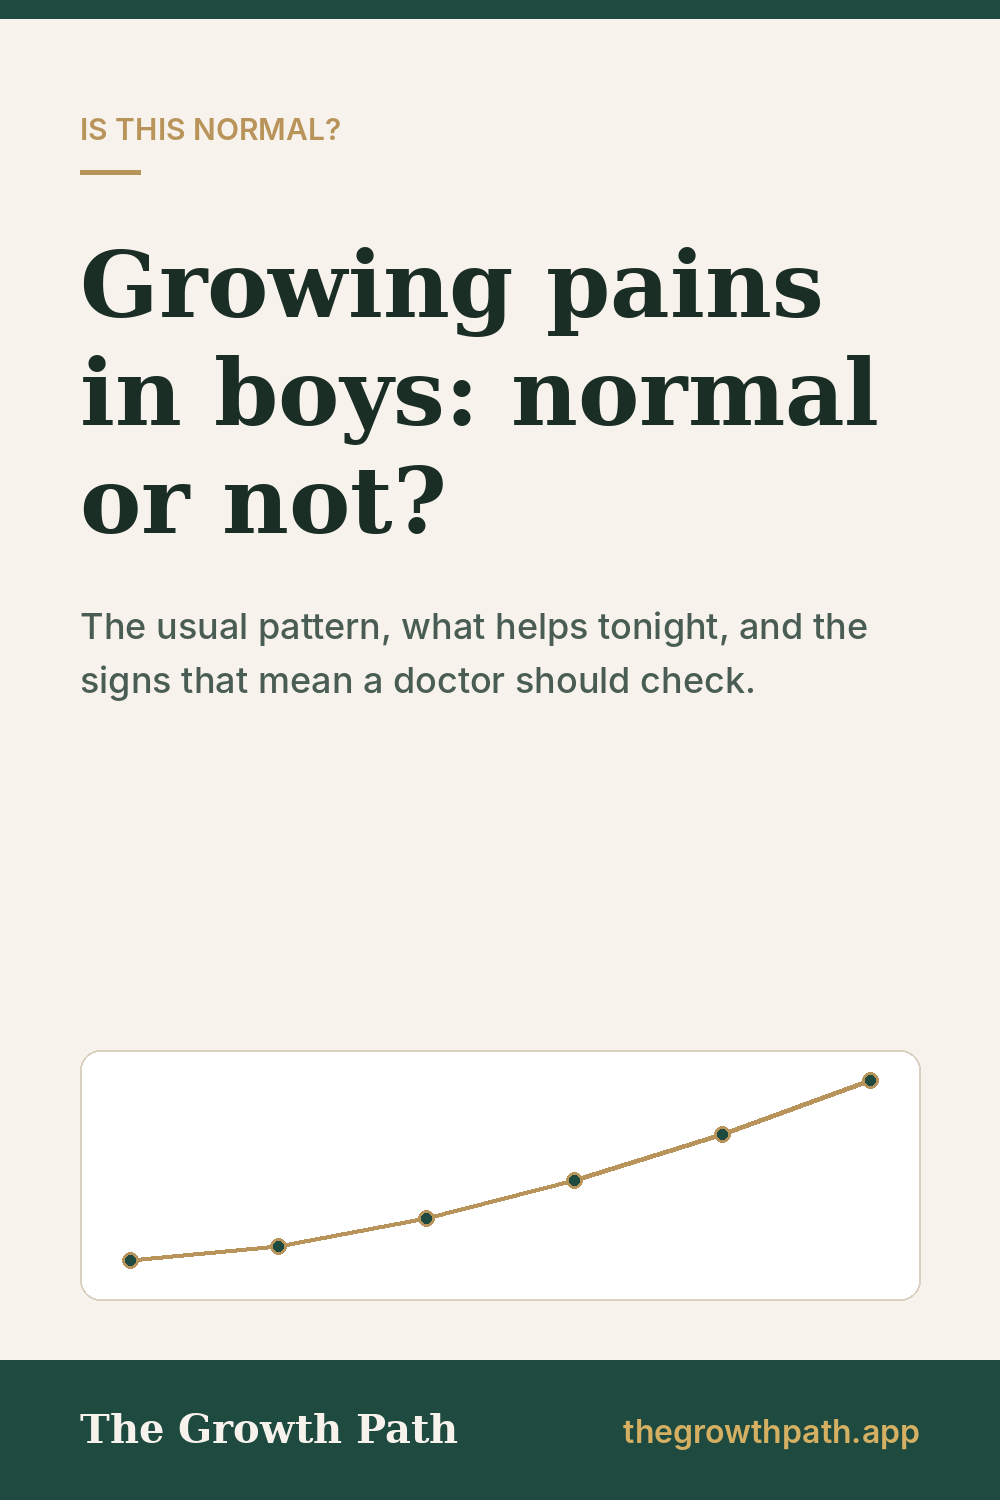 IS THIS NORMAL?
Growing pains
in boys: normal
or not?
The usual pattern, what helps tonight, and the
signs that mean a doctor should check.
The Growth Path
thegrowthpath.app